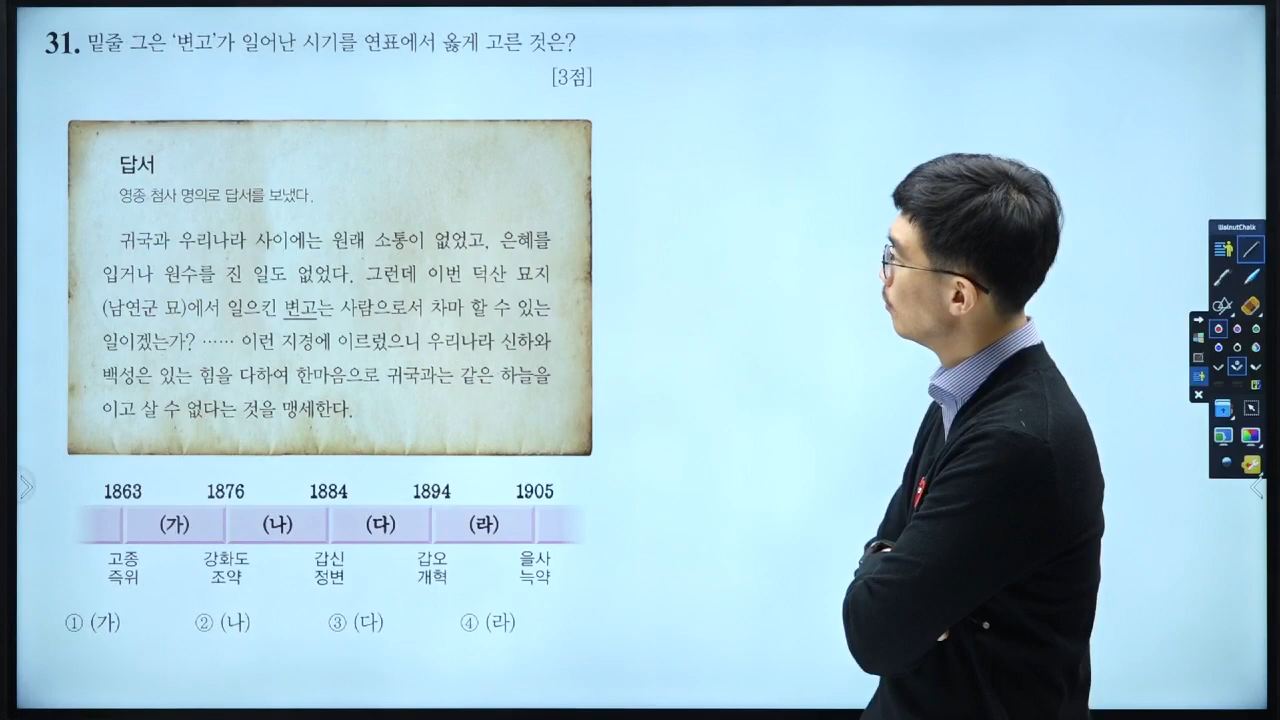 31. 밑줄 그은 '변고'가 일어난 시기를 연표에서 옳게 고른 것은?
[3점]
답서
영종 첨사 명의로 답서를 보냈다.
귀국과 우리나라 사이에는 원래 소통이 없었고, 은혜를
입거나 원수를 진 일도 없었다. 그런데 이번 덕산 묘지
(남연군 묘)에서 일으킨 변고는 사람으로서 차마 할 수 있는
일이겠는가? …… 이런 지경에 이르렀으니 우리나라 신하와
백성은 있는 힘을 다하여 한마음으로 귀국과는 같은 하늘을
이고 살 수 없다는 것을 맹세한다.
1863 1876 1884 1894 1905
(가) (나) (다) (라)
고종 강화도 갑신 갑오 을사
즉위 조약 정변 개혁 늑약
① (가) ② (나) ③ (다) ④ (라)
WalnutChalk